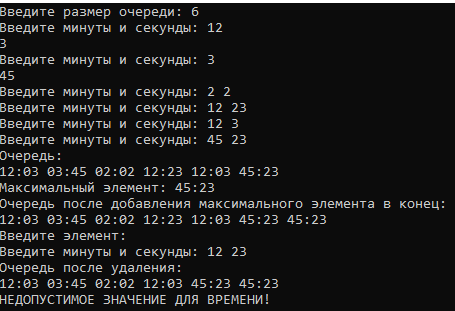 Введите размер очереди: 6
Введите минуты и секунды: 12
3
Введите минуты и секунды: 3
45
Введите минуты и секунды: 2 2
Введите минуты и секунды: 12 23
Введите минуты и секунды: 12 3
Введите минуты и секунды: 45 23
Очередь:
12:03 03:45 02:02 12:23 12:03 45:23
Максимальный элемент: 45:23
Очередь после добавления максимального элемента в конец:
12:03 03:45 02:02 12:23 12:03 45:23 45:23
Введите элемент:
Введите минуты и секунды: 12 23
Очередь после удаления:
12:03 03:45 02:02 12:03 45:23 45:23
НЕДОПУСТИМОЕ ЗНАЧЕНИЕ ДЛЯ ВРЕМЕНИ!